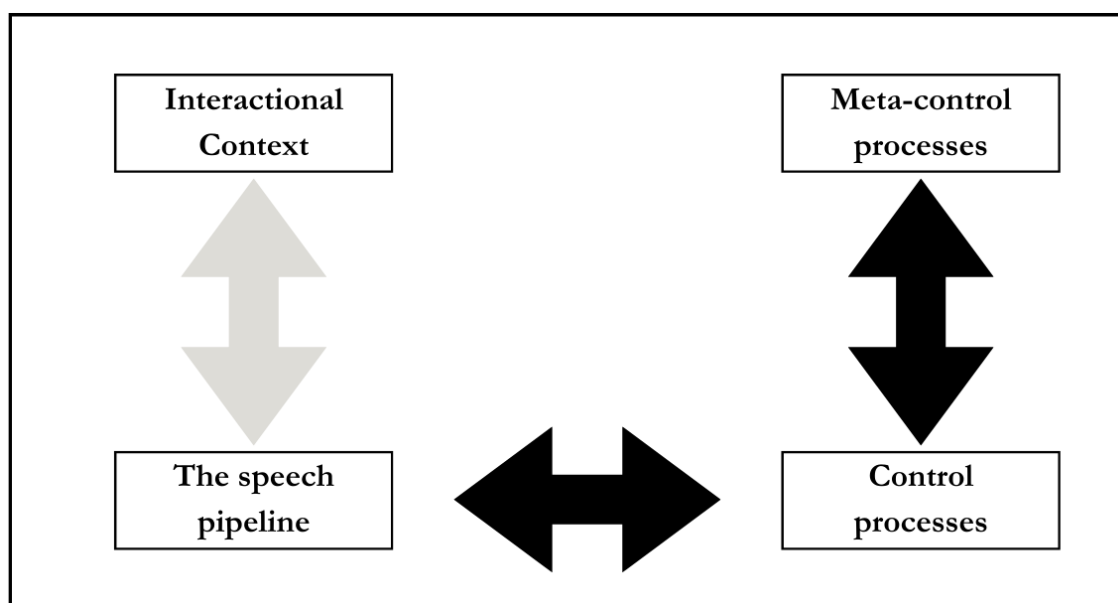 Interactional
Context
Meta-control
processes
The speech
pipeline
Control
processes